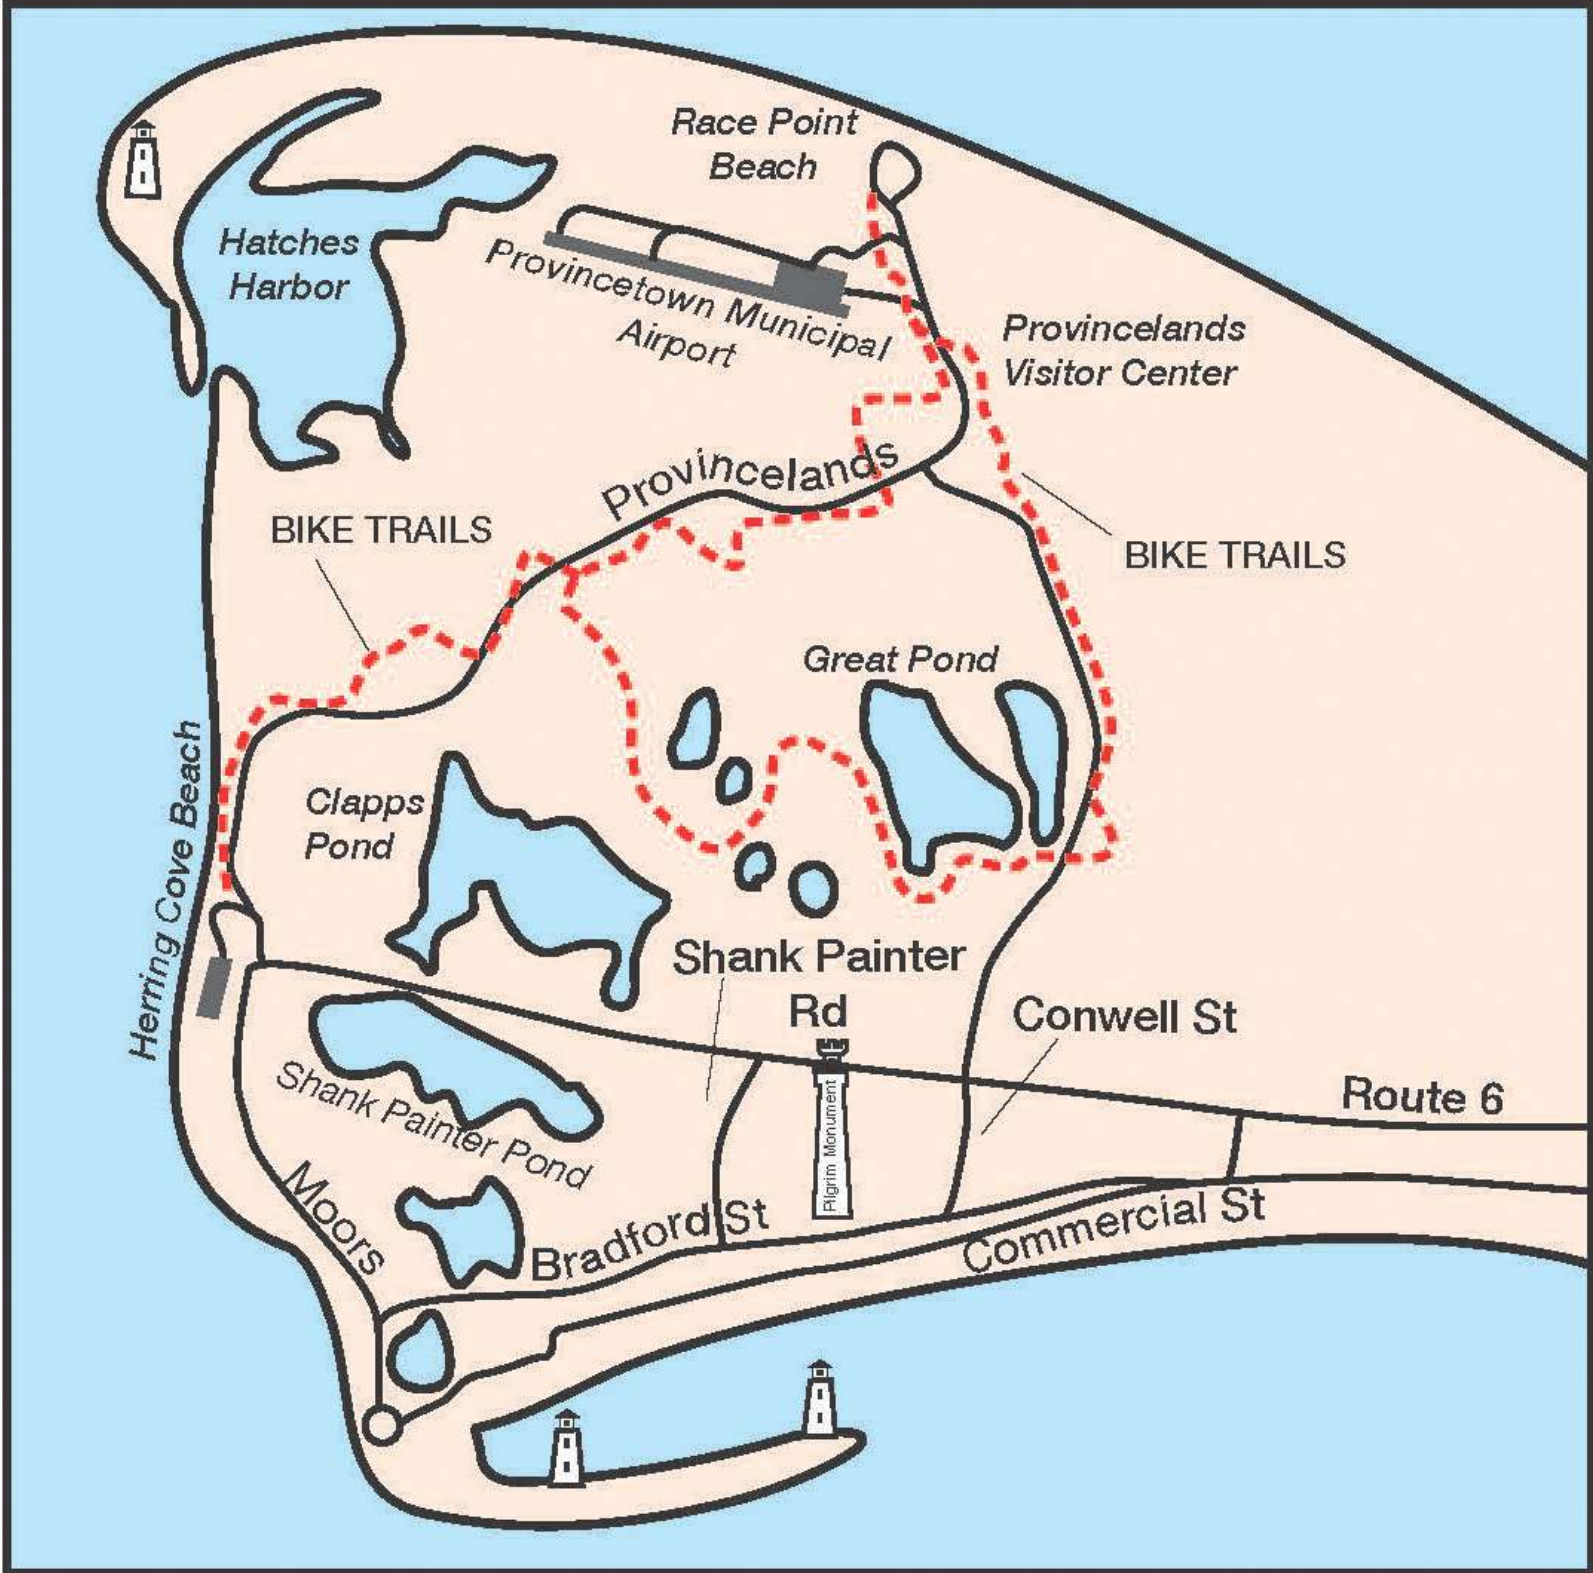 Race Point
Beach
Hatches
Harbor
Provincetown Municipal
Airport
Provincelands
Visitor Center
Provincelands
BIKE TRAILS
BIKE TRAILS
Great Pond
Herring Cove Beach
Clapps
Pond
Shank Painter
Rd
Conwell St
Shank Painter Pond
Pilgrim Monument
Route 6
Moors
Bradford St
Commercial St